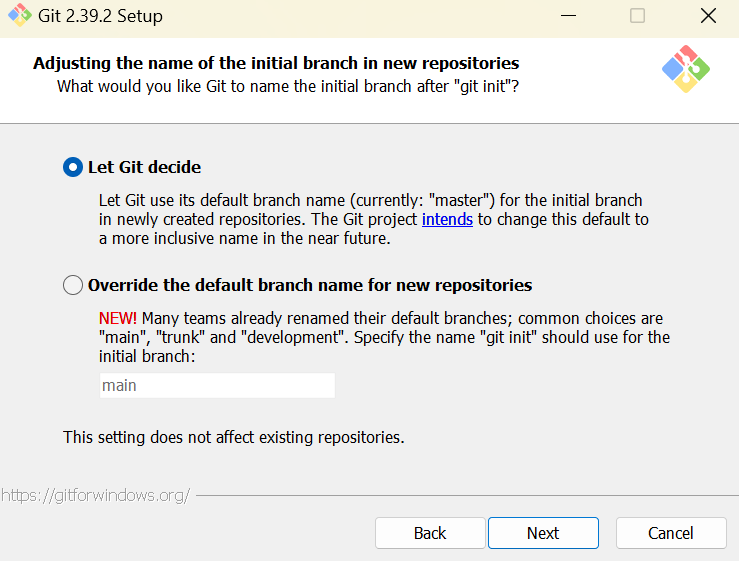 Git 2.39.2 Setup
Adjusting the name of the initial branch in new repositories
What would you like Git to name the initial branch after "git init"?
Let Git decide
Let Git use its default branch name (currently: "master") for the initial branch
in newly created repositories. The Git project intends to change this default to
a more inclusive name in the near future.
Override the default branch name for new repositories
NEW! Many teams already renamed their default branches; common choices are
"main", "trunk" and "development". Specify the name "git init" should use for the
initial branch:
main
This setting does not affect existing repositories.
https://gitforwindows.org/
Back
Next
Cancel